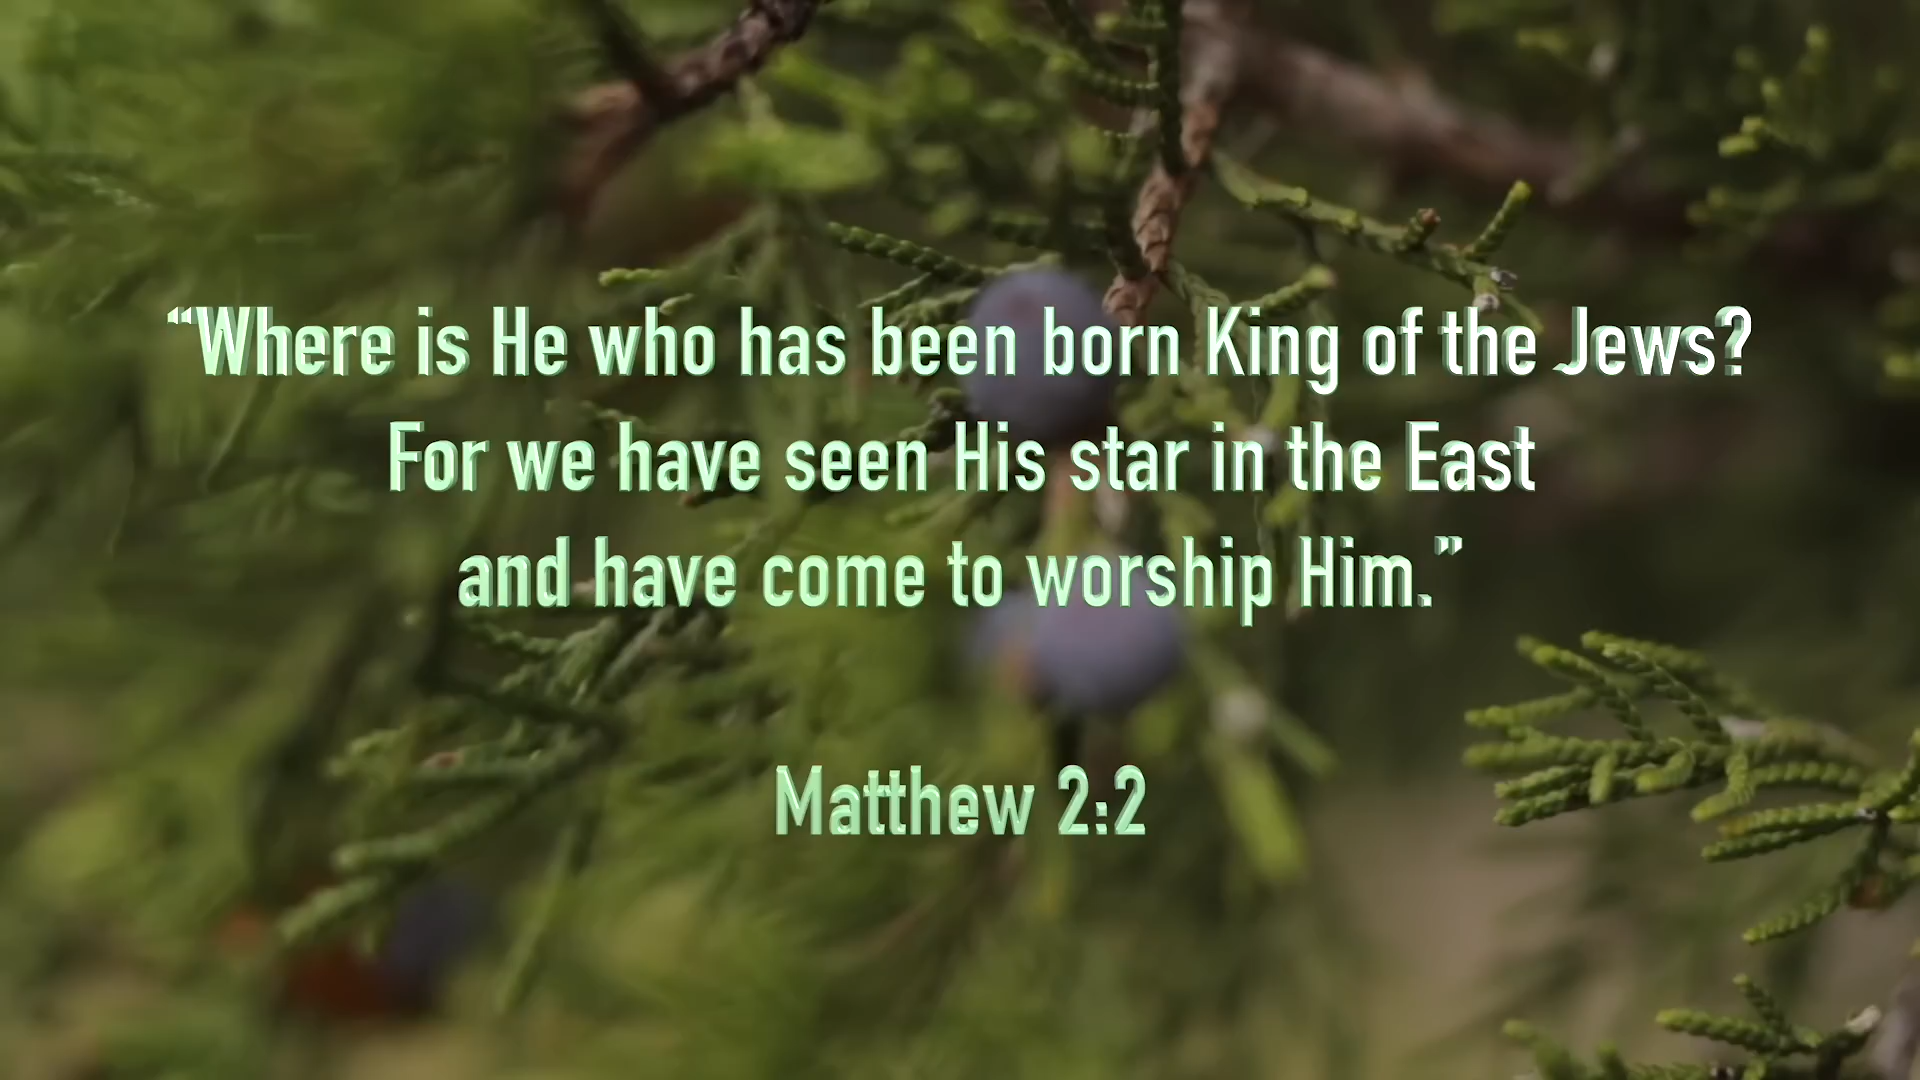 “Where is He who has been born King of the Jews?
For we have seen His star in the East
and have come to worship Him.”
Matthew 2:2